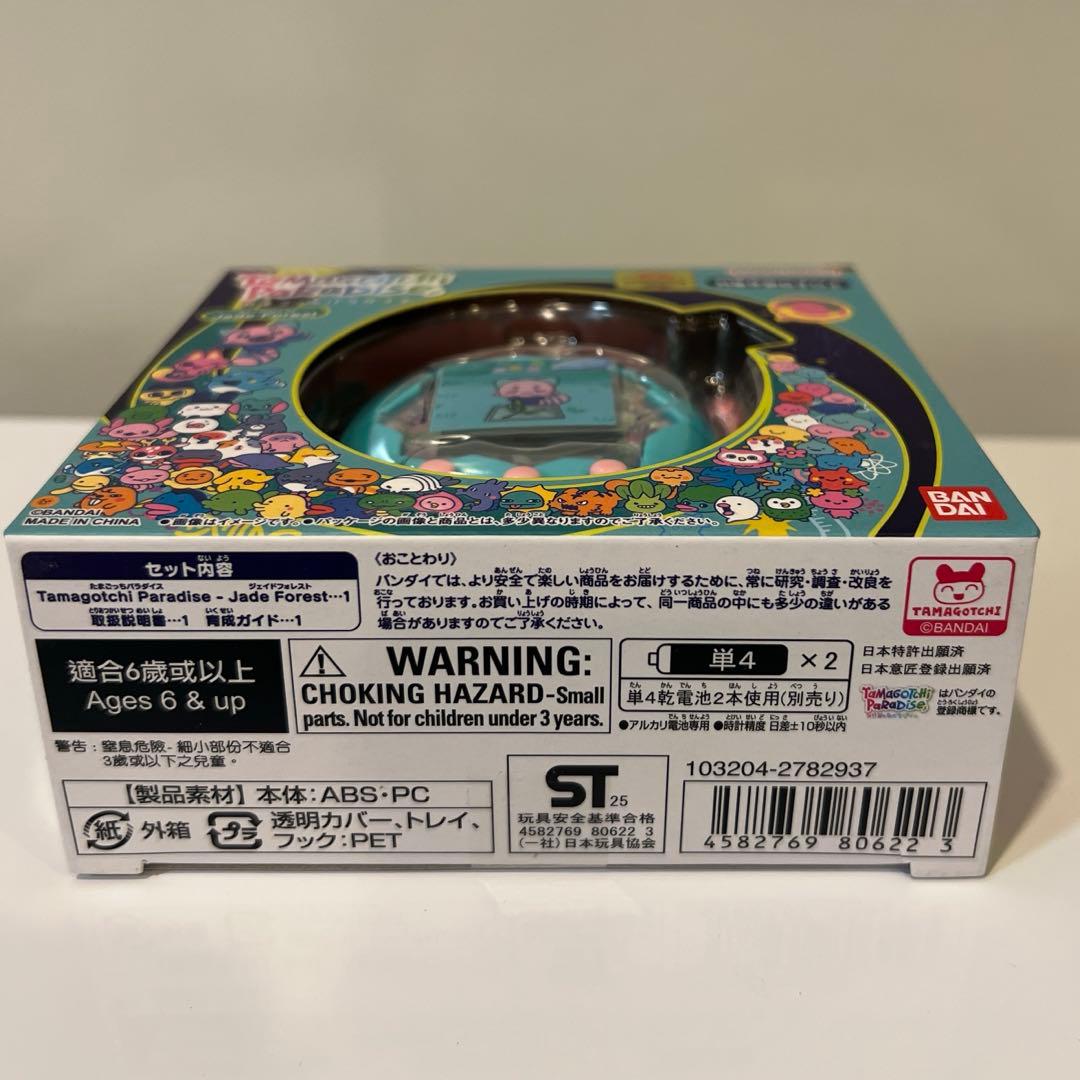 TAMAGOTCHI
PARADISE
Jade Forest
©BANDAI
MADE IN CHINA
●画像はイメージです。●パッケージの画像と商品とは、多少異なりますのでご了承ください。
BAN
DAI
セット内容
Tamagotchi Paradise - Jade Forest…1
取扱説明書…1 育成ガイド…1
〈おことわり〉
バンダイでは、より安全で楽しい商品をお届けするために、常に研究・調査・改良を
行っております。お買い上げの時期によって、同一商品の中にも多少の違いがある
場合がありますのでご了承ください。
TAMAGOTCHI
©BANDAI
適合6歳或以上
Ages 6 & up
⚠ WARNING:
CHOKING HAZARD-Small
parts. Not for children under 3 years.
警告：窒息危險- 細小部份不適合
3歲或以下之兒童。
単4 ×2
単4乾電池2本使用(別売り)
●アルカリ電池専用 ●時計精度 日差±10秒以内
日本特許出願済
日本意匠登録出願済
TAMAGOTCHI PARADISE はバンダイの
登録商標です。
【製品素材】本体：ABS・PC
紙 外箱 プラ 透明カバー、トレイ、
フック：PET
ST 25
玩具安全基準合格
4582769 80622 3
(一社)日本玩具協会
103204-2782937
4582769 806223